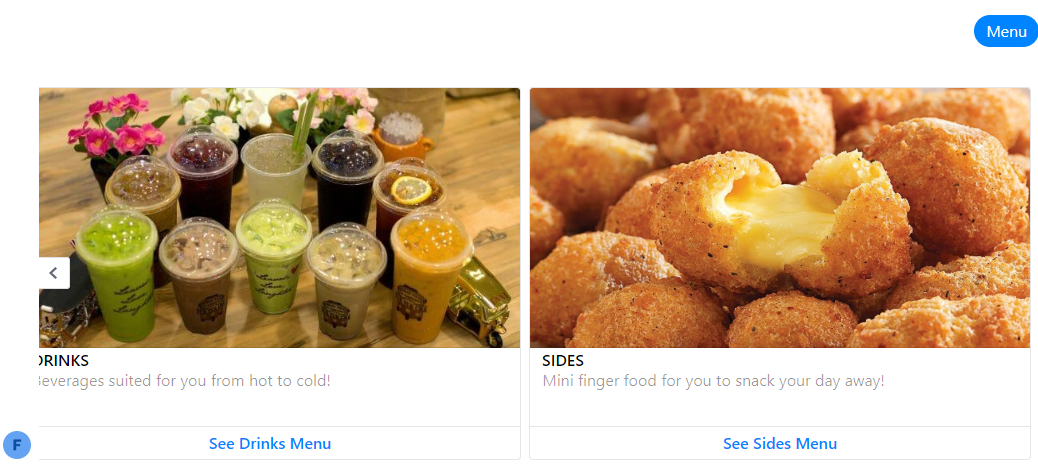 Menu
DRINKS
Beverages suited for you from hot to cold!
See Drinks Menu
SIDES
Mini finger food for you to snack your day away!
See Sides Menu
F